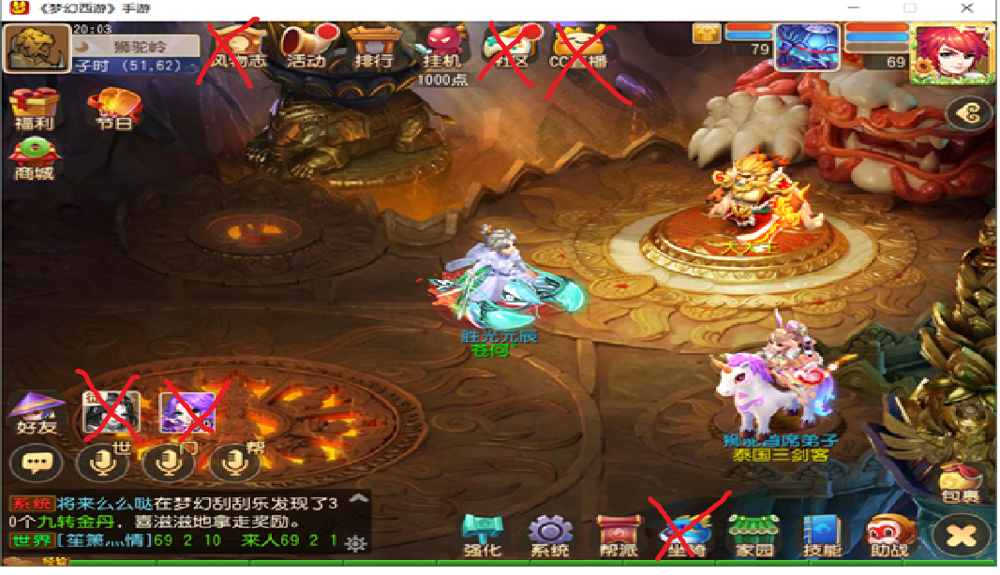 《梦幻西游》手游
20:03
狮驼岭
子时 (51,62)
风物志 活动 排行 挂机 社区 CC直播
1000点
79
69
福利 节日
商城
大大王
胜光元辰
苍何°
狮驼首席弟子
泰国三剑客
好友
世 门 帮
包裹
系统 将来么么哒在梦幻刮刮乐发现了3
0个九转金丹，喜滋滋地拿走奖励。
世界 [笙箫灬情]69 2 10 来人69 2 1
强化 系统 帮派 坐骑 家园 技能 助战
经验